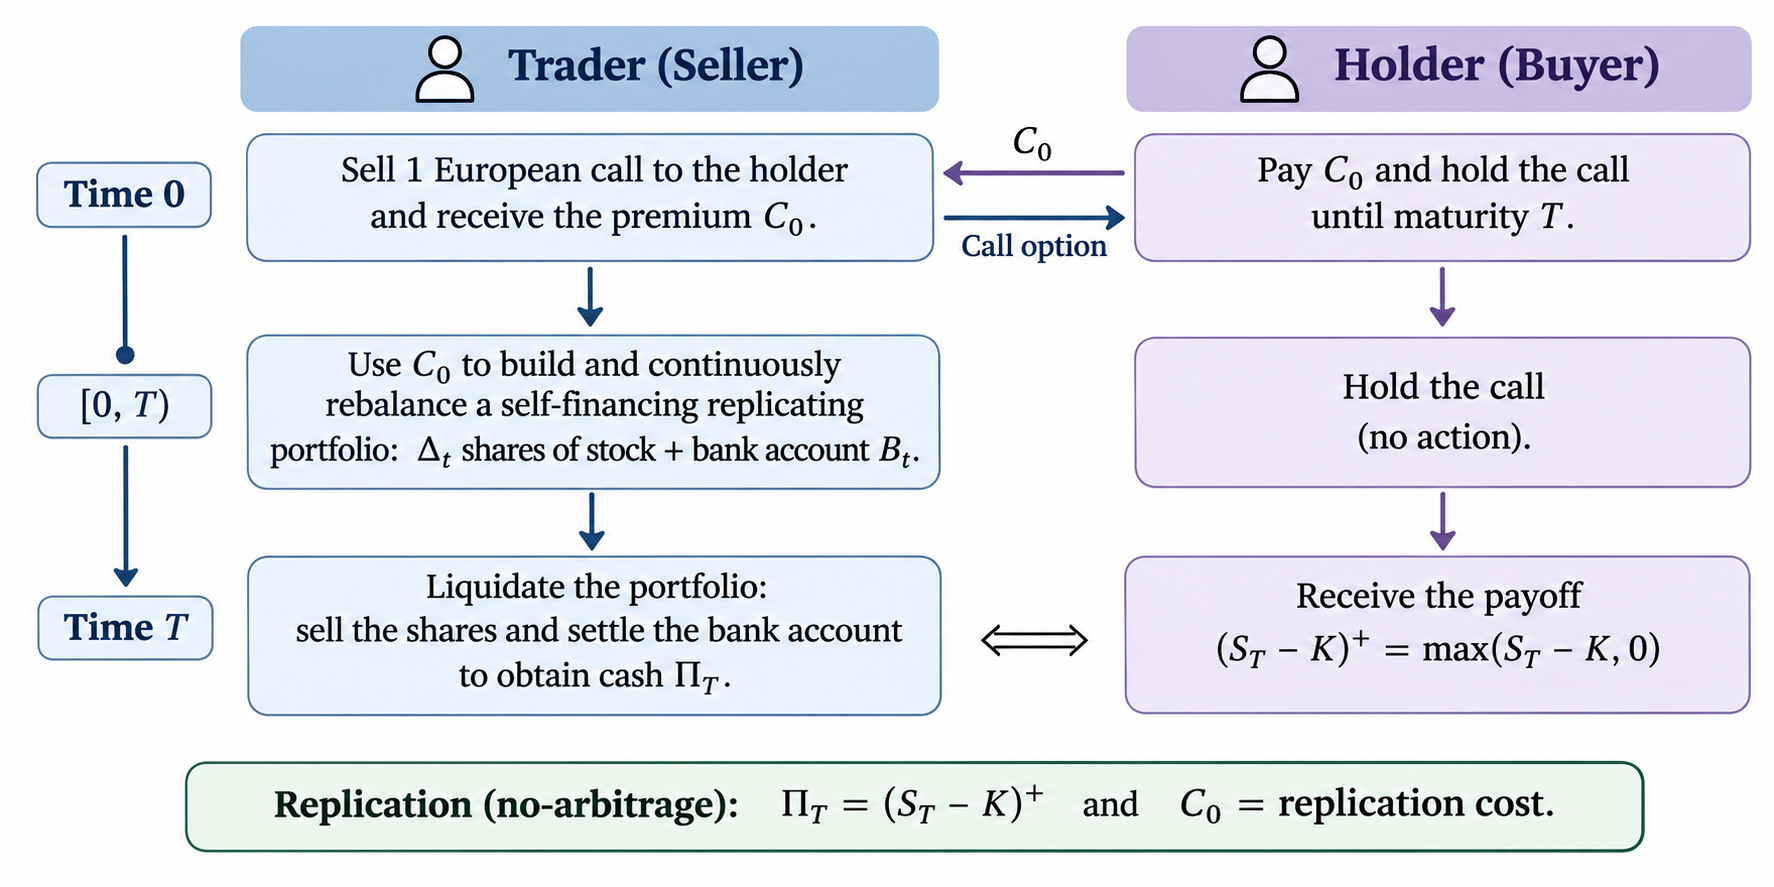 Trader (Seller)
Holder (Buyer)
Time 0
Sell 1 European call to the holder
and receive the premium C₀.
C₀
Call option
Pay C₀ and hold the call
until maturity T.
[0, T)
Use C₀ to build and continuously
rebalance a self-financing replicating
portfolio: Δₜ shares of stock + bank account Bₜ.
Hold the call
(no action).
Time T
Liquidate the portfolio:
sell the shares and settle the bank account
to obtain cash Π_T.
Receive the payoff
(S_T − K)⁺ = max(S_T − K, 0)
Replication (no-arbitrage): Π_T = (S_T − K)⁺ and C₀ = replication cost.